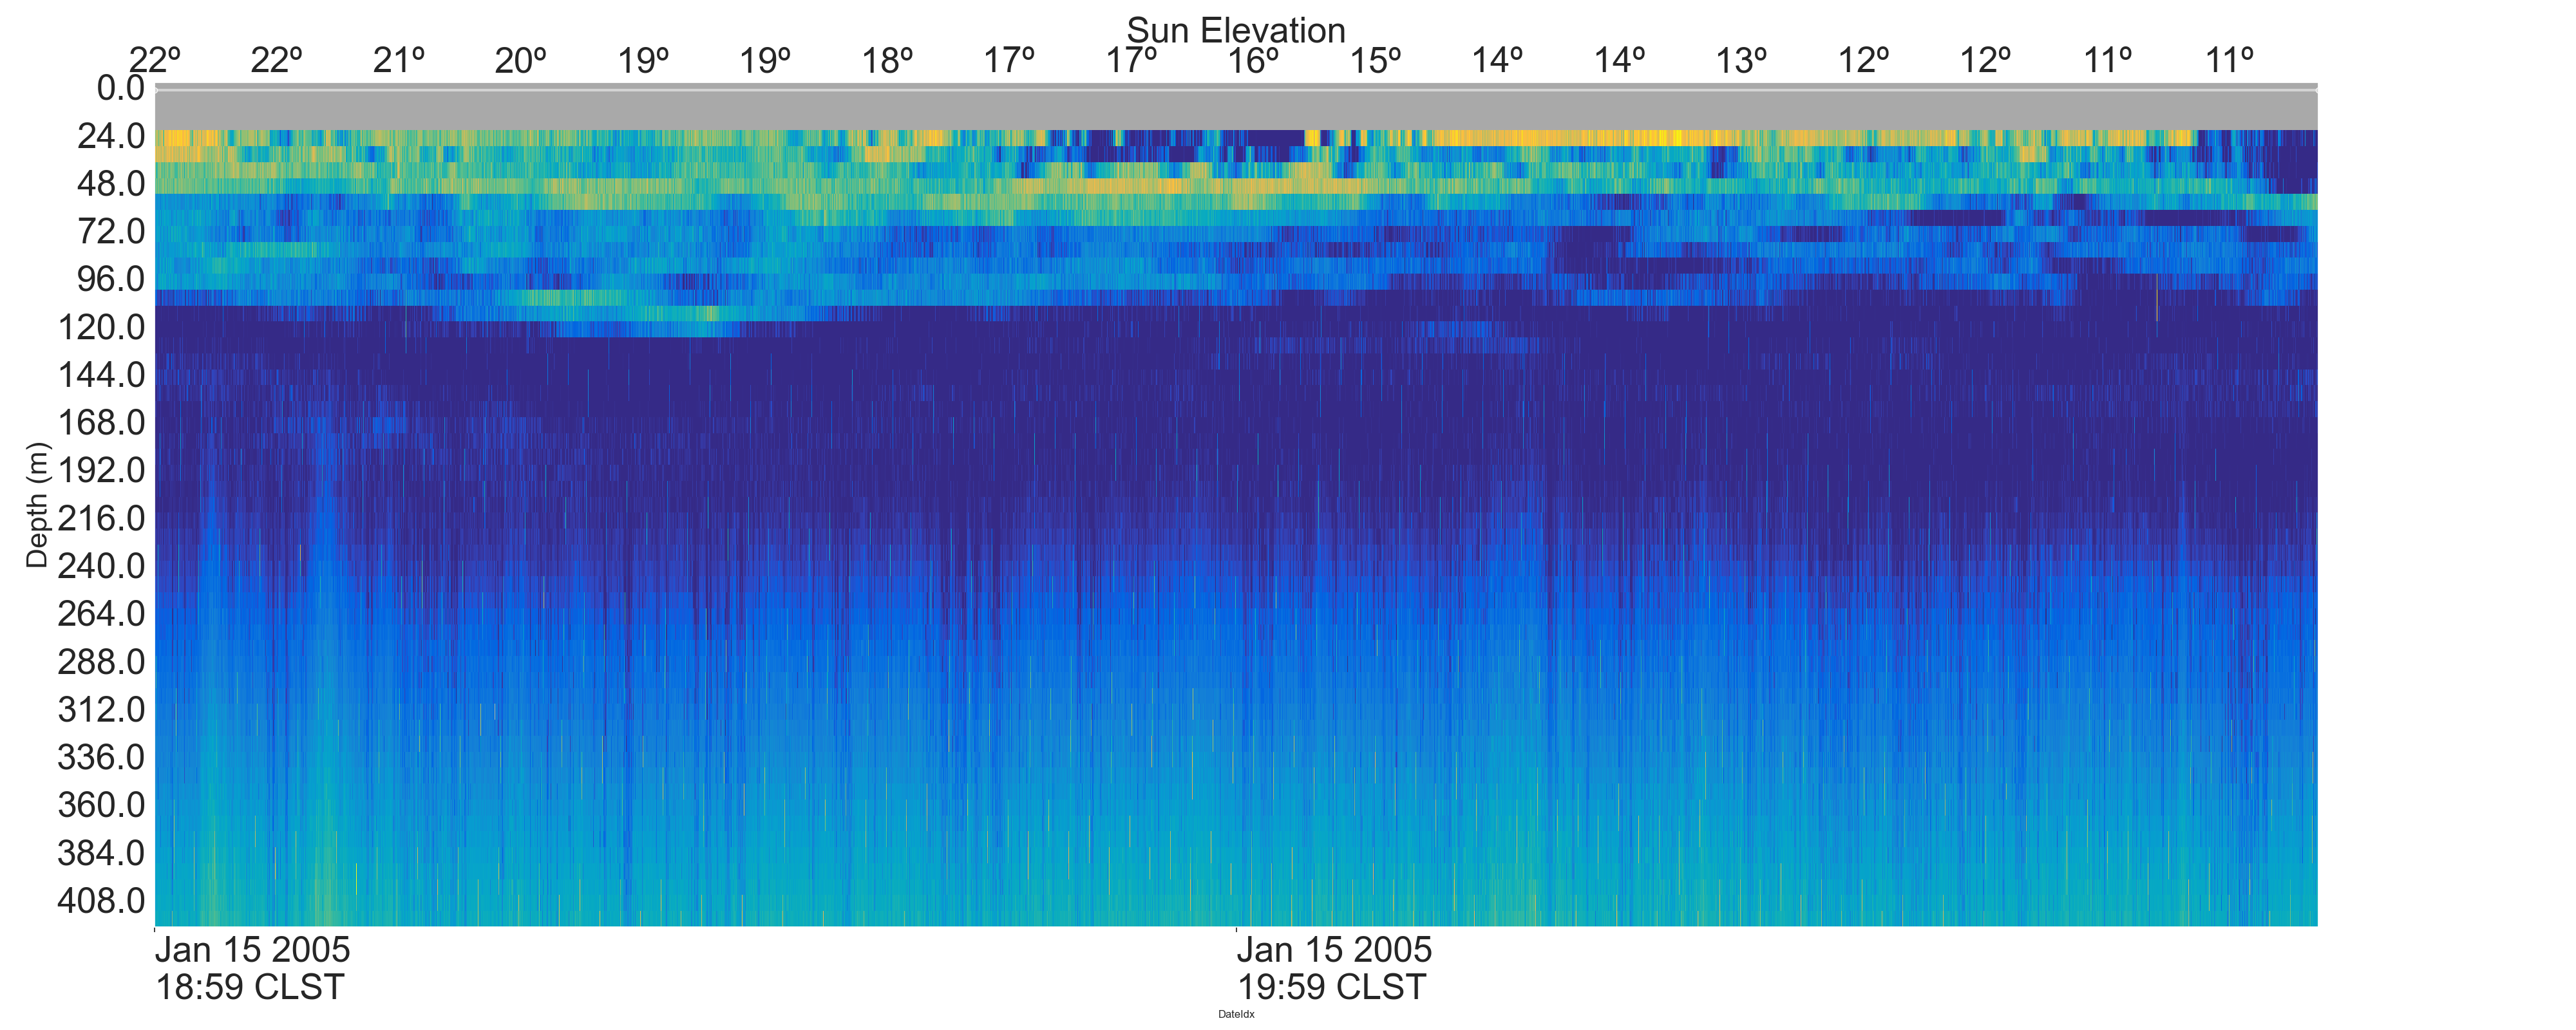 Sun Elevation
22º 22º 21º 20º 19º 19º 18º 17º 17º 16º 15º 14º 14º 13º 12º 12º 11º 11º
0.0
24.0
48.0
72.0
96.0
120.0
144.0
168.0
192.0
216.0
240.0
264.0
288.0
312.0
336.0
360.0
384.0
408.0
Depth (m)
Jan 15 2005
18:59 CLST
Jan 15 2005
19:59 CLST
DateIdx